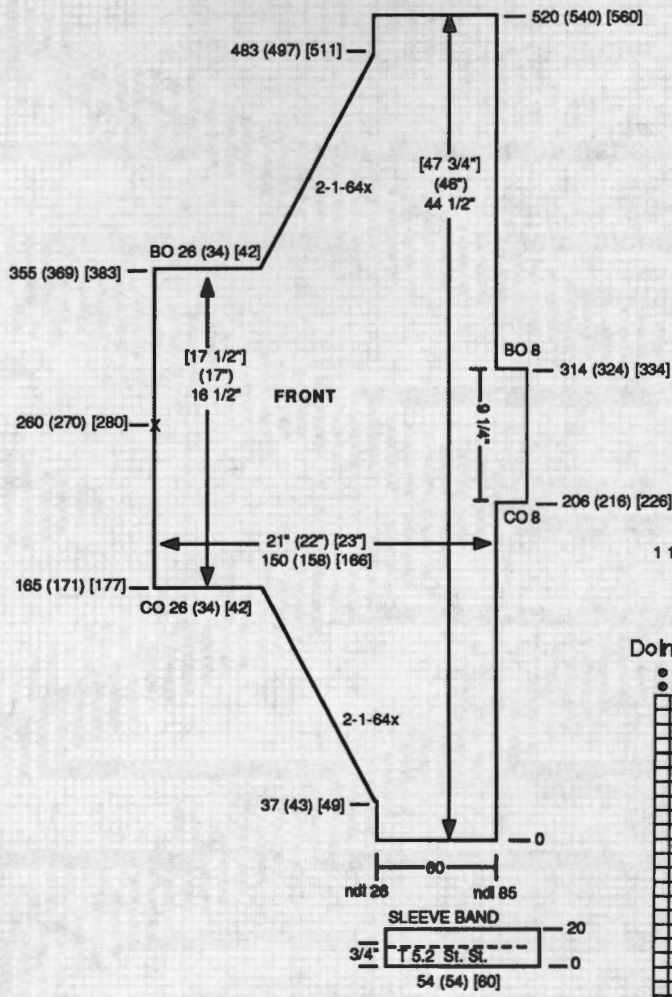 520 (540) [560]
483 (497) [511]
[47 3/4"]
(46")
44 1/2"
2-1-64x
BO 26 (34) [42]
355 (369) [383]
[17 1/2"]
(17")
16 1/2"
FRONT
BO 8
314 (324) [334]
260 (270) [280]
x
9 1/4"
206 (216) [226]
CO 8
21" (22") [23"]
150 (158) [166]
1 1
165 (171) [177]
CO 26 (34) [42]
2-1-64x
37 (43) [49]
0
60
ndl 26
ndl 85
SLEEVE BAND
20
3/4"
T 5.2 St. St.
0
54 (54) [60]